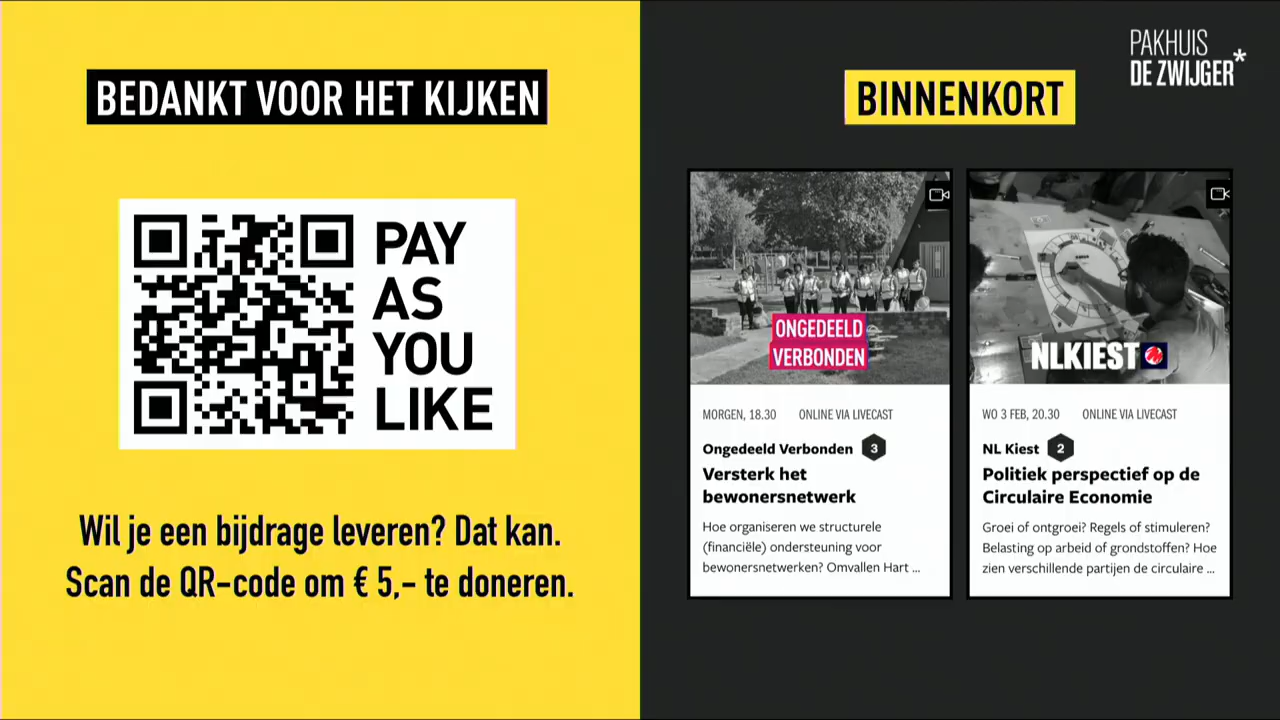 BEDANKT VOOR HET KIJKEN
PAY
AS
YOU
LIKE
Wil je een bijdrage leveren? Dat kan.
Scan de QR-code om € 5,- te doneren.
PAKHUIS
DE ZWIJGER*
BINNENKORT
ONGEDEELD
VERBONDEN
MORGEN, 18.30 ONLINE VIA LIVECAST
Ongedeeld Verbonden 3
Versterk het
bewonersnetwerk
Hoe organiseren we structurele
(financiële) ondersteuning voor
bewonersnetwerken? Omvallen Hart ...
NLKIEST
WO 3 FEB, 20.30 ONLINE VIA LIVECAST
NL Kiest 2
Politiek perspectief op de
Circulaire Economie
Groei of ontgroei? Regels of stimuleren?
Belasting op arbeid of grondstoffen? Hoe
zien verschillende partijen de circulaire ...